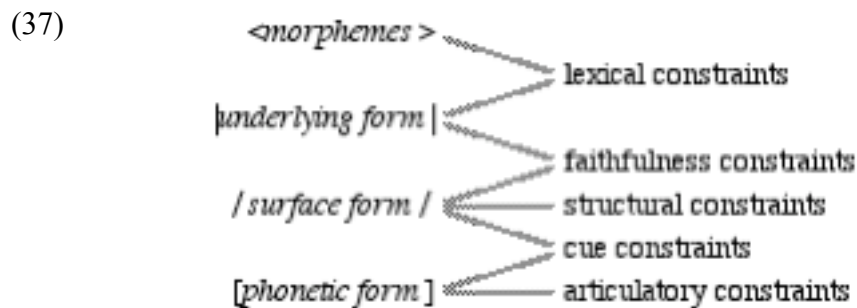 (37) <morphemes >
lexical constraints
|underlying form |
faithfulness constraints
/ surface form / structural constraints
cue constraints
[phonetic form ] articulatory constraints